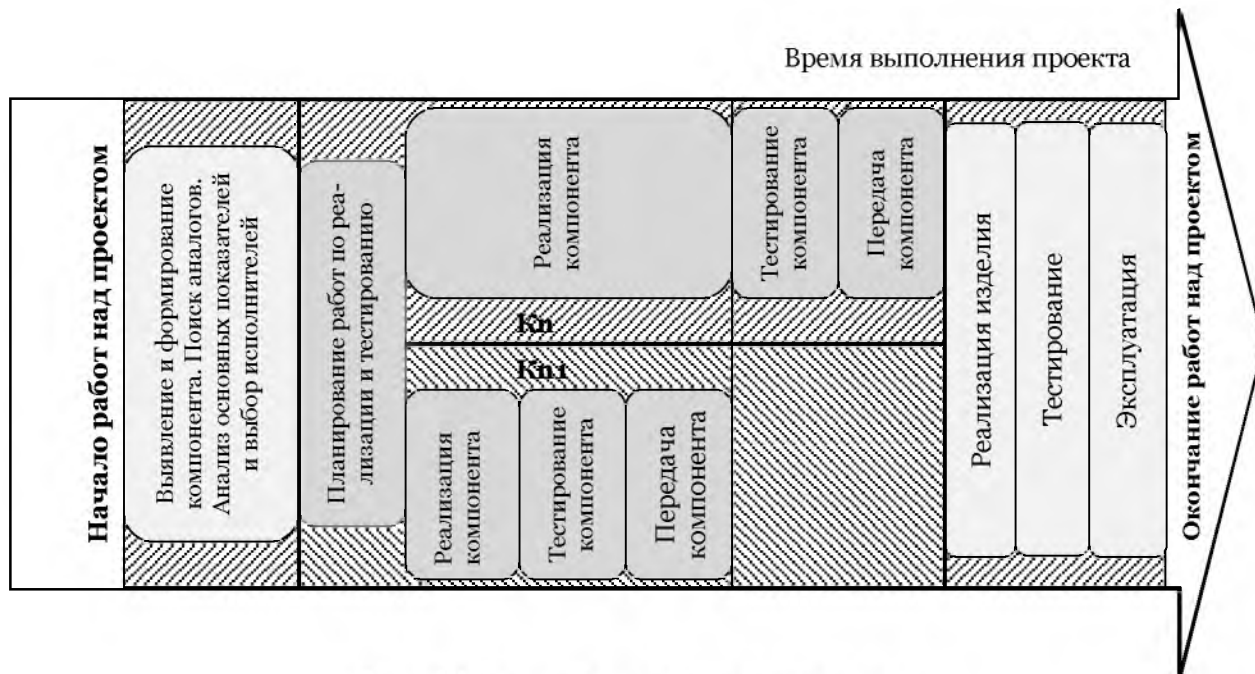 Время выполнения проекта
Начало работ над проектом
Выявление и формирование
компонента. Поиск аналогов.
Анализ основных показателей
и выбор исполнителей
Планирование работ по реа-
лизации и тестированию
Реализация
компонента
Тестирование
компонента
Передача
компонента
Кп
Кп1
Реализация
компонента
Тестирование
компонента
Передача
компонента
Реализация изделия
Тестирование
Эксплуатация
Окончание работ над проектом